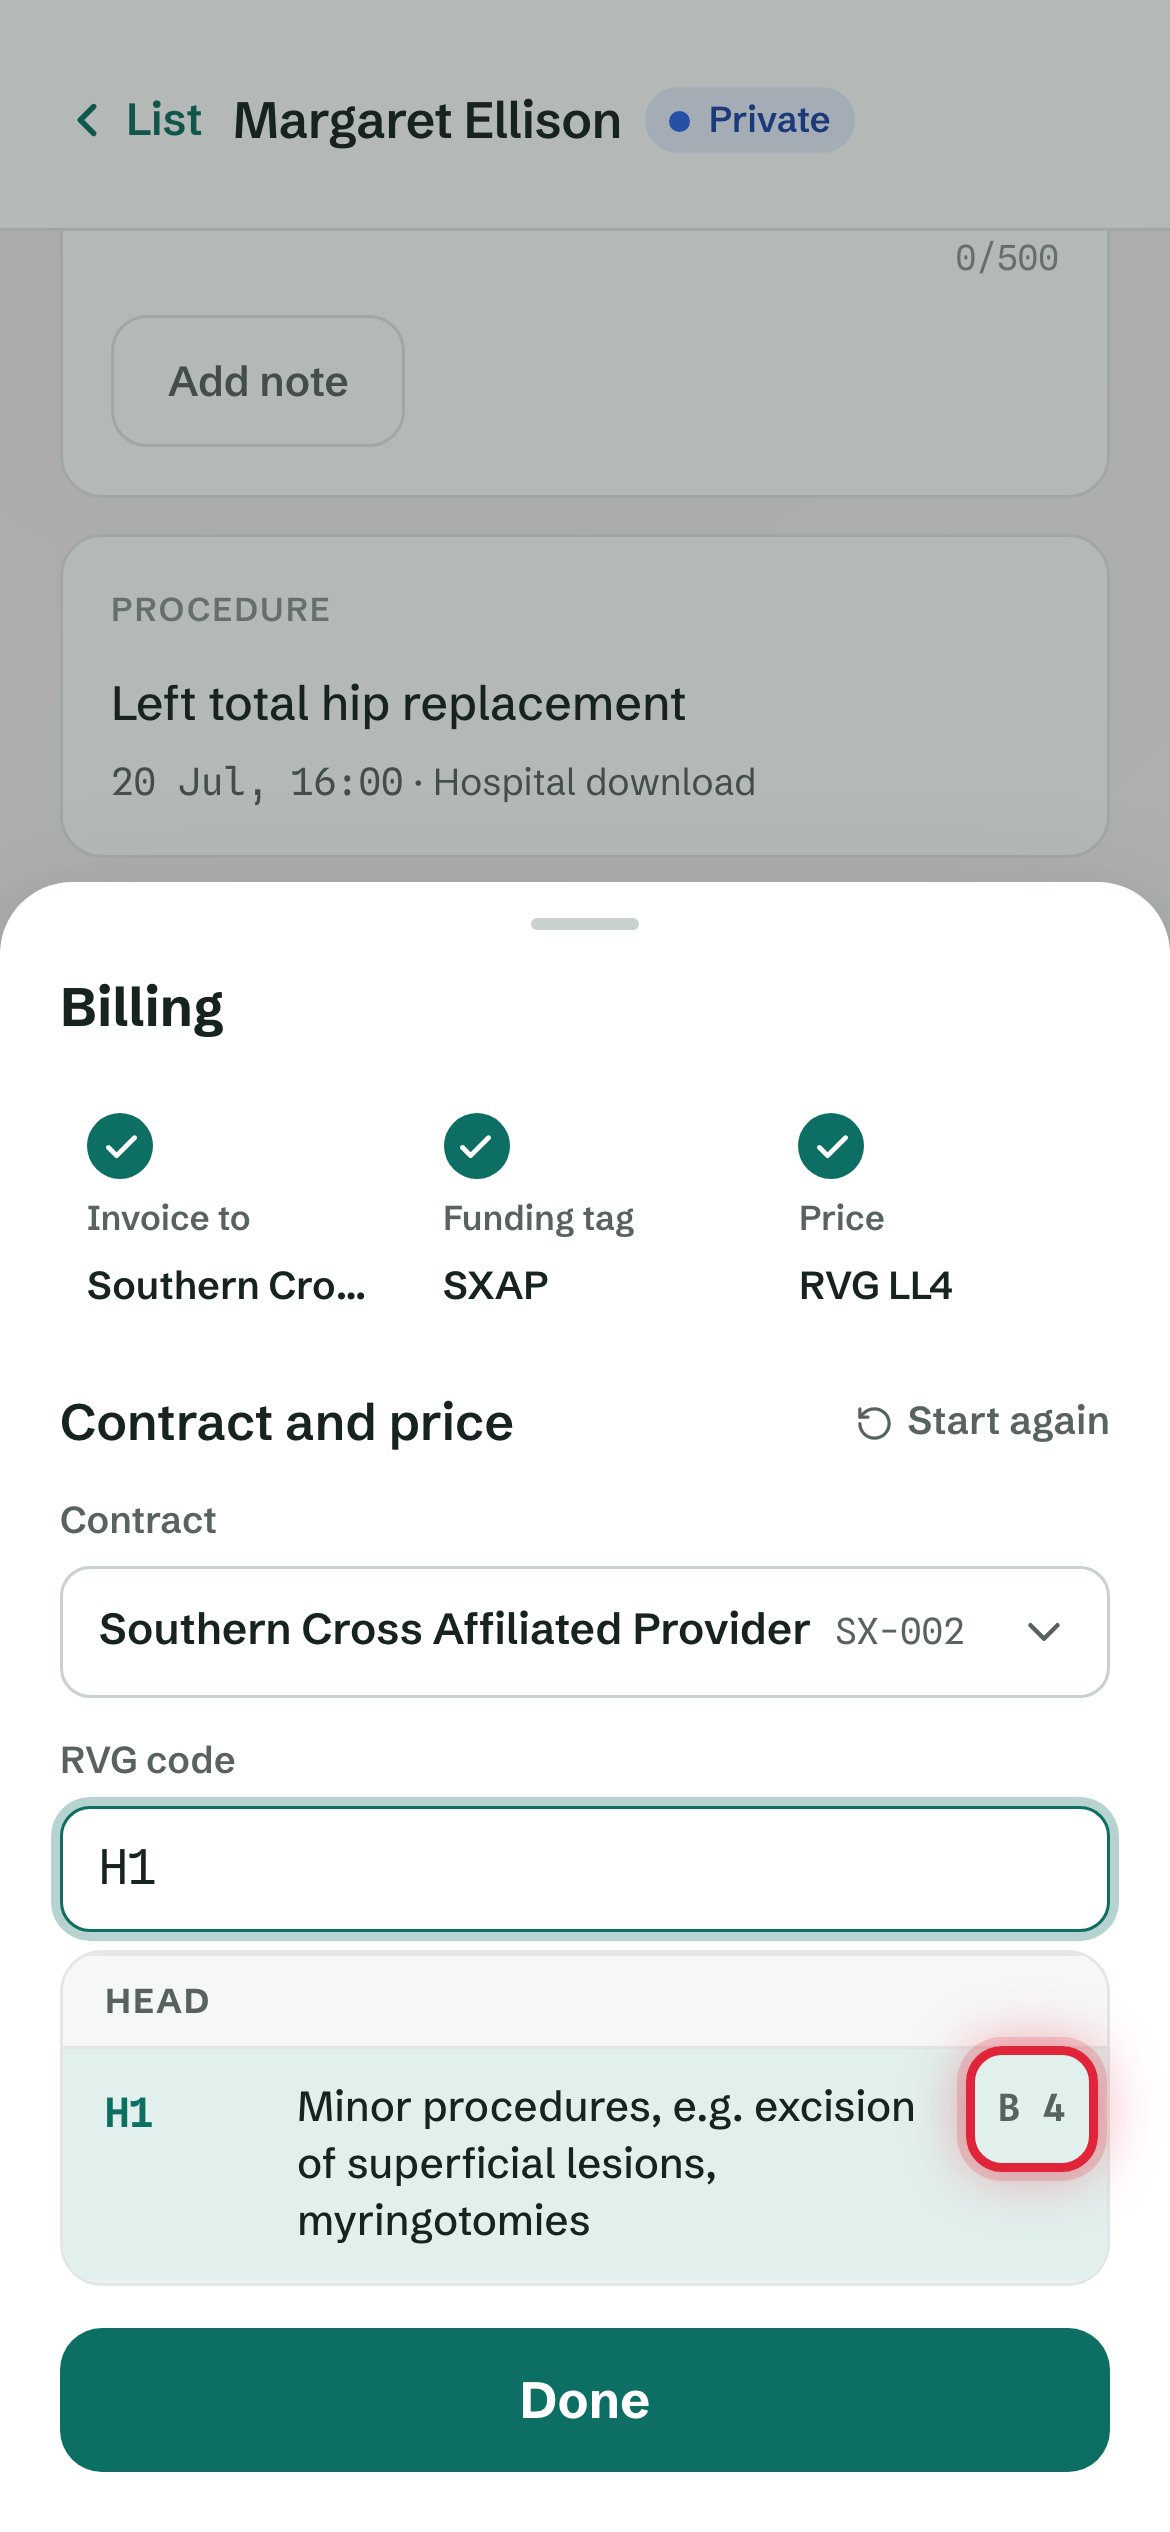 List Margaret Ellison Private
0/500
Add note
PROCEDURE
Left total hip replacement
20 Jul, 16:00 · Hospital download
Billing
Invoice to
Southern Cro...
Funding tag
SXAP
Price
RVG LL4
Contract and price
Start again
Contract
Southern Cross Affiliated Provider SX-002
RVG code
H1
HEAD
H1 Minor procedures, e.g. excision B 4
of superficial lesions,
myringotomies
Done